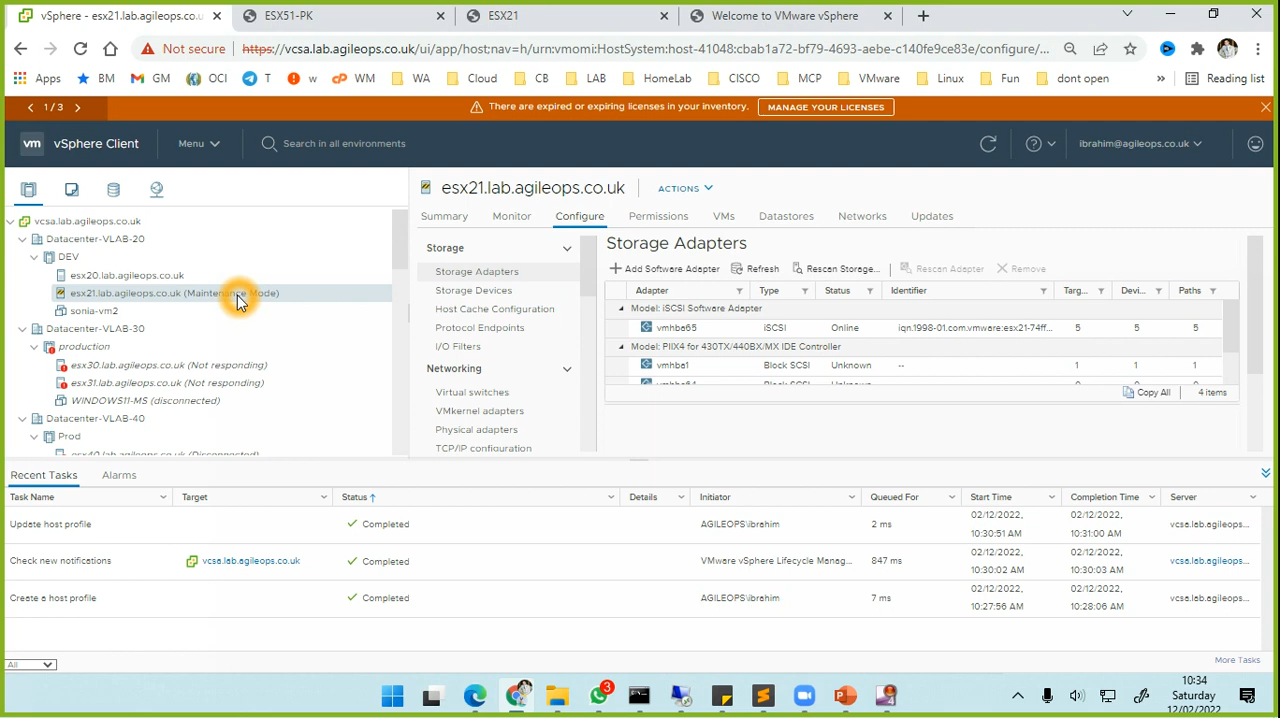 vSphere - esx21.lab.agileops.co.u
ESX51-PK
ESX21
Welcome to VMware vSphere
Not secure
https://vcsa.lab.agileops.co.uk/ui/app/host;nav=h/urn:vmomi:HostSystem:host-41048:cbab1a72-bf79-4693-aebe-c140fe9ce83e/configure/...
Apps
BM
GM
OCI
T
w
WM
WA
Cloud
CB
LAB
HomeLab
CISCO
MCP
VMware
Linux
Fun
dont open
»
Reading list
1 / 3
There are expired or expiring licenses in your inventory.
MANAGE YOUR LICENSES
vm
vSphere Client
Menu
Search in all environments
ibrahim@agileops.co.uk
vcsa.lab.agileops.co.uk
Datacenter-VLAB-20
DEV
esx20.lab.agileops.co.uk
esx21.lab.agileops.co.uk (Maintenance Mode)
sonia-vm2
Datacenter-VLAB-30
production
esx30.lab.agileops.co.uk (Not responding)
esx31.lab.agileops.co.uk (Not responding)
WINDOWS11-MS (disconnected)
Datacenter-VLAB-40
Prod
esx40.lab.agileops.co.uk (Disconnected)
esx21.lab.agileops.co.uk
ACTIONS
Summary
Monitor
Configure
Permissions
VMs
Datastores
Networks
Updates
Storage
Storage Adapters
Storage Devices
Host Cache Configuration
Protocol Endpoints
I/O Filters
Networking
Virtual switches
VMkernel adapters
Physical adapters
TCP/IP configuration
Storage Adapters
Add Software Adapter
Refresh
Rescan Storage...
Rescan Adapter
Remove
Adapter Type Status Identifier Targ... Devi... Paths
Model: iSCSI Software Adapter
vmhba65 iSCSI Online iqn.1998-01.com.vmware:esx21-74ff... 5 5 5
Model: PIIX4 for 430TX/440BX/MX IDE Controller
vmhba1 Block SCSI Unknown -- 1 1 1
Copy All 4 items
Recent Tasks
Alarms
Task Name Target Status Details Initiator Queued For Start Time Completion Time Server
Update host profile Completed AGILEOPS\ibrahim 2 ms 02/12/2022, 10:30:51 AM 02/12/2022, 10:31:00 AM vcsa.lab.agileops...
Check new notifications vcsa.lab.agileops.co.uk Completed VMware vSphere Lifecycle Manag... 847 ms 02/12/2022, 10:30:02 AM 02/12/2022, 10:30:03 AM vcsa.lab.agileops...
Create a host profile Completed AGILEOPS\ibrahim 7 ms 02/12/2022, 10:27:56 AM 02/12/2022, 10:28:06 AM vcsa.lab.agileops...
All
More Tasks
3
10:34
Saturday
12/02/2022